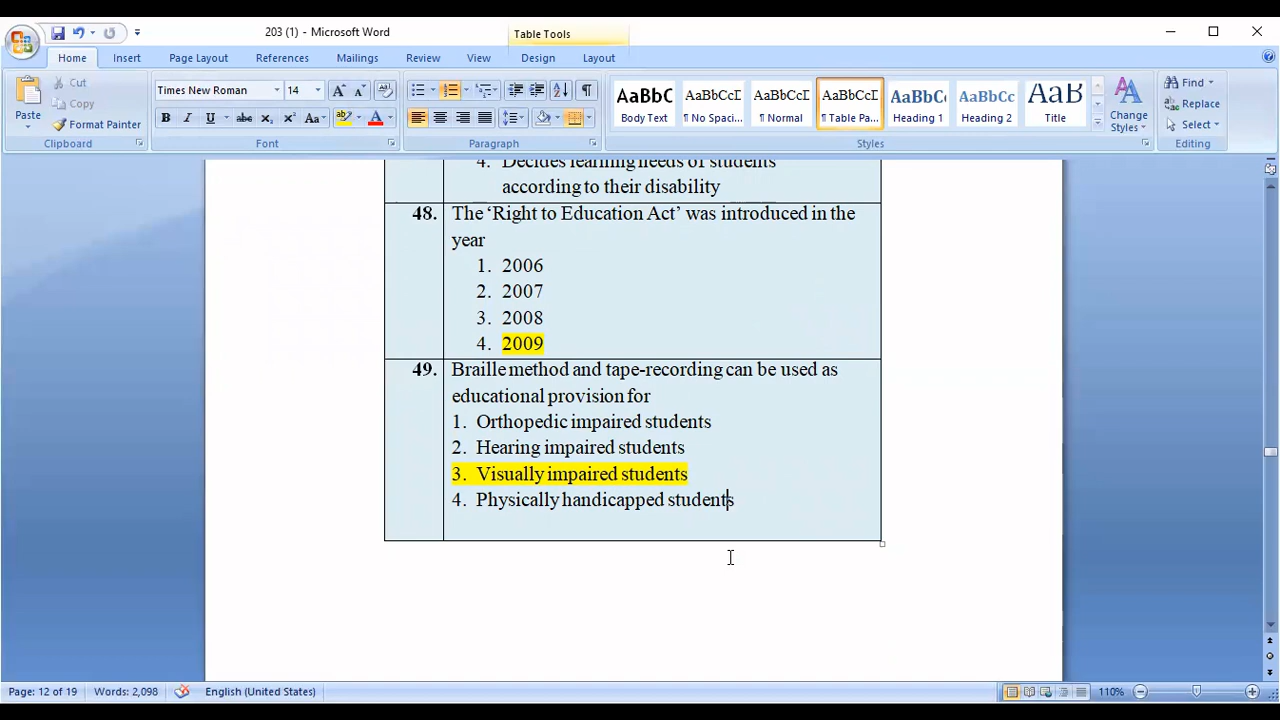 203 (1) - Microsoft Word
Table Tools
Home
Insert
Page Layout
References
Mailings
Review
View
Design
Layout
Paste
Cut
Copy
Format Painter
Clipboard
Times New Roman
14
B I U abc x₂ x² Aa
Font
Paragraph
AaBbC
Body Text
AaBbCcI
¶ No Spaci...
AaBbCcI
¶ Normal
AaBbCcI
¶ Table Pa...
AaBbCc
Heading 1
AaBbCc
Heading 2
AaB
Title
Change
Styles
Styles
Find
Replace
Select
Editing
4. Decides learning needs of students
according to their disability
48. The ‘Right to Education Act’ was introduced in the
year
1. 2006
2. 2007
3. 2008
4. 2009
49. Braille method and tape-recording can be used as
educational provision for
1. Orthopedic impaired students
2. Hearing impaired students
3. Visually impaired students
4. Physically handicapped students
Page: 12 of 19
Words: 2,098
English (United States)
110%